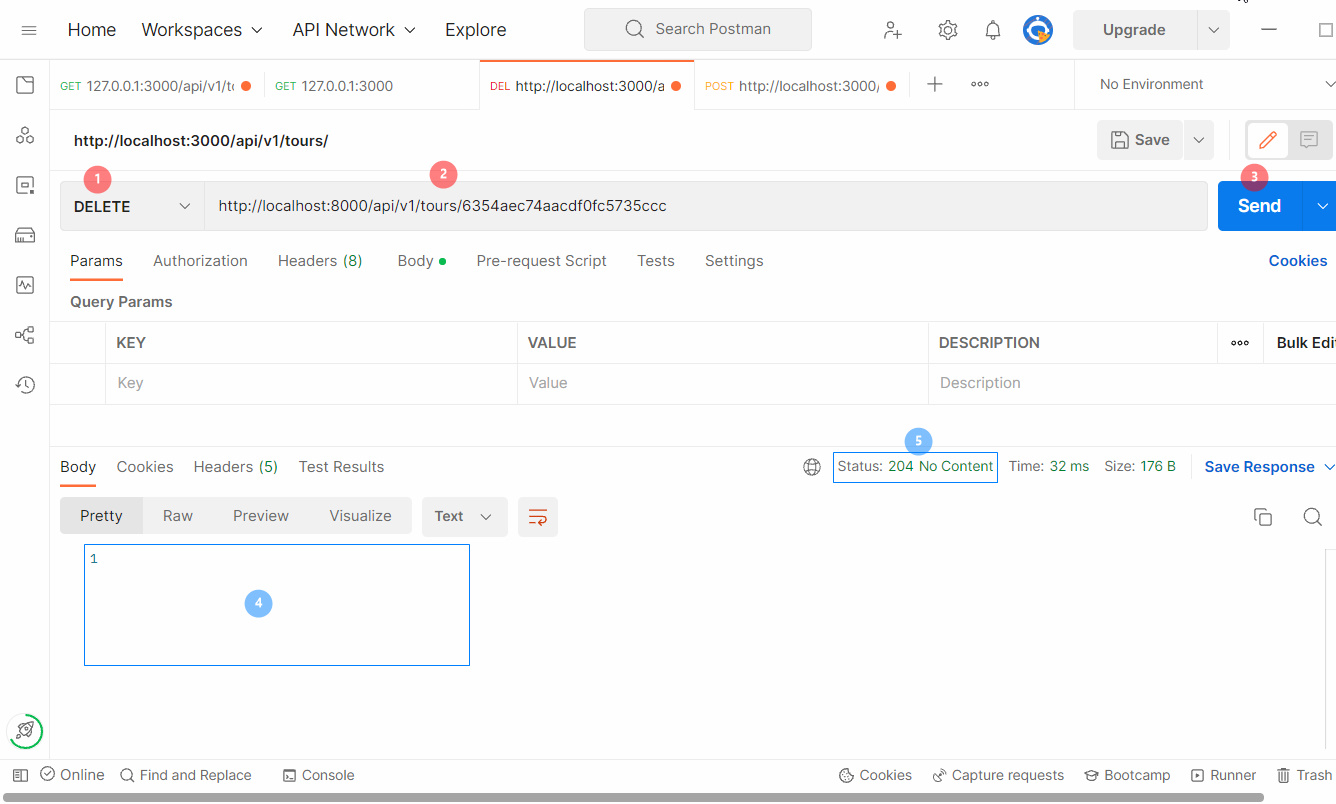 Home Workspaces API Network Explore Search Postman Upgrade
GET 127.0.0.1:3000/api/v1/t GET 127.0.0.1:3000 DEL http://localhost:3000/a POST http://localhost:3000/ No Environment
http://localhost:3000/api/v1/tours/ Save
1 2 3
DELETE http://localhost:8000/api/v1/tours/6354aec74aacdf0fc5735ccc Send
Params Authorization Headers (8) Body Pre-request Script Tests Settings Cookies
Query Params
KEY VALUE DESCRIPTION Bulk Edit
Key Value Description
5
Body Cookies Headers (5) Test Results Status: 204 No Content Time: 32 ms Size: 176 B Save Response
Pretty Raw Preview Visualize Text
1
4
Online Find and Replace Console Cookies Capture requests Bootcamp Runner Trash